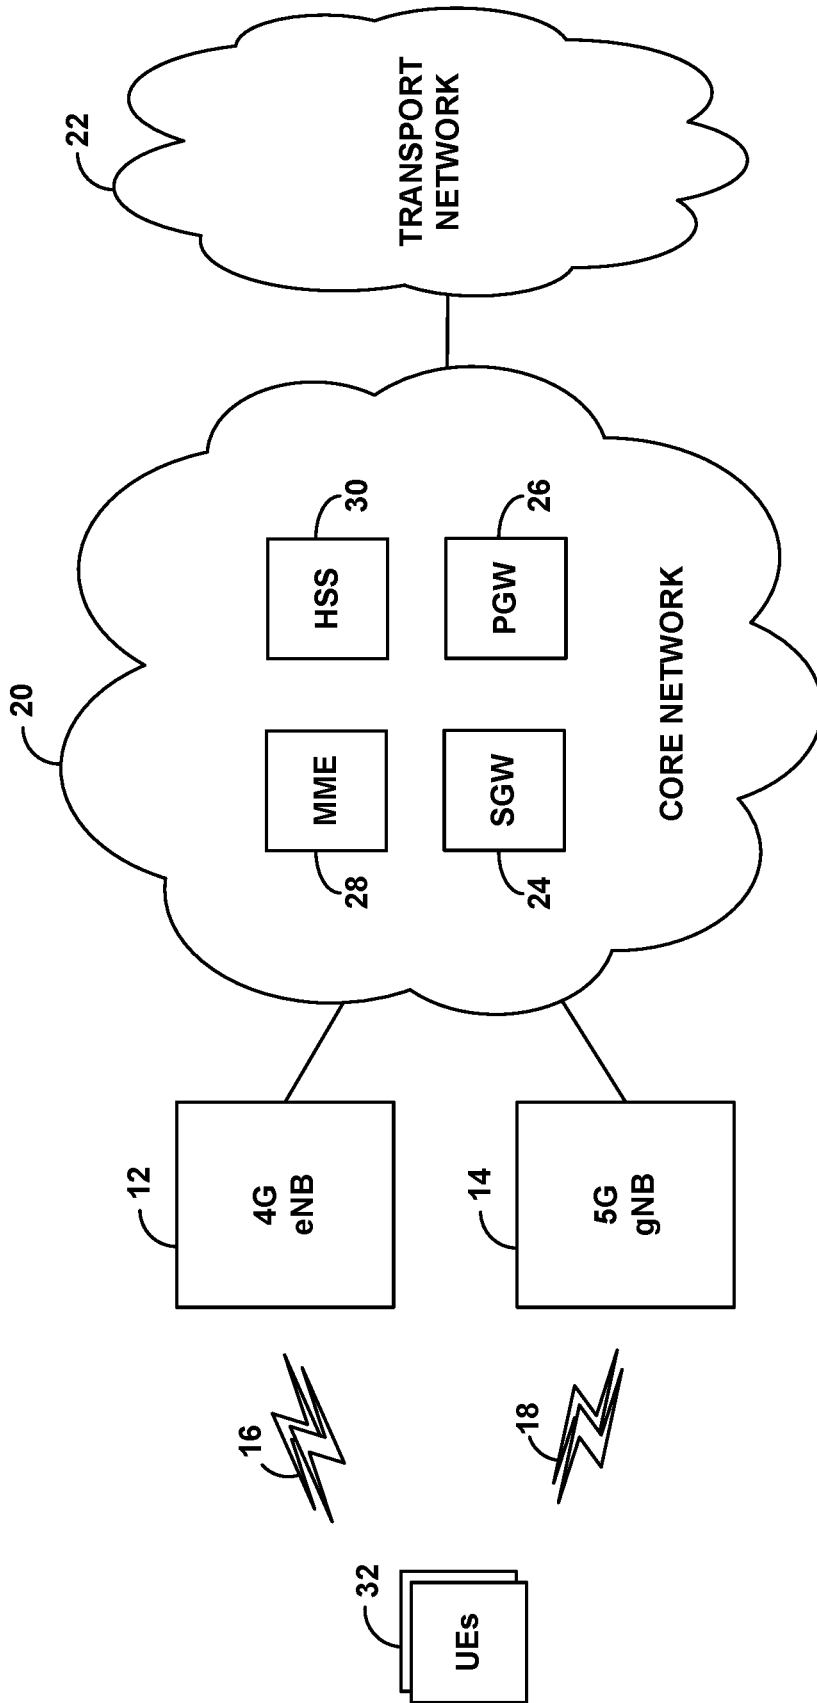 12
4G
eNB
16
32
UEs
18
14
5G
gNB
20
MME
28
HSS
30
SGW
24
PGW
26
CORE NETWORK
22
TRANSPORT
NETWORK